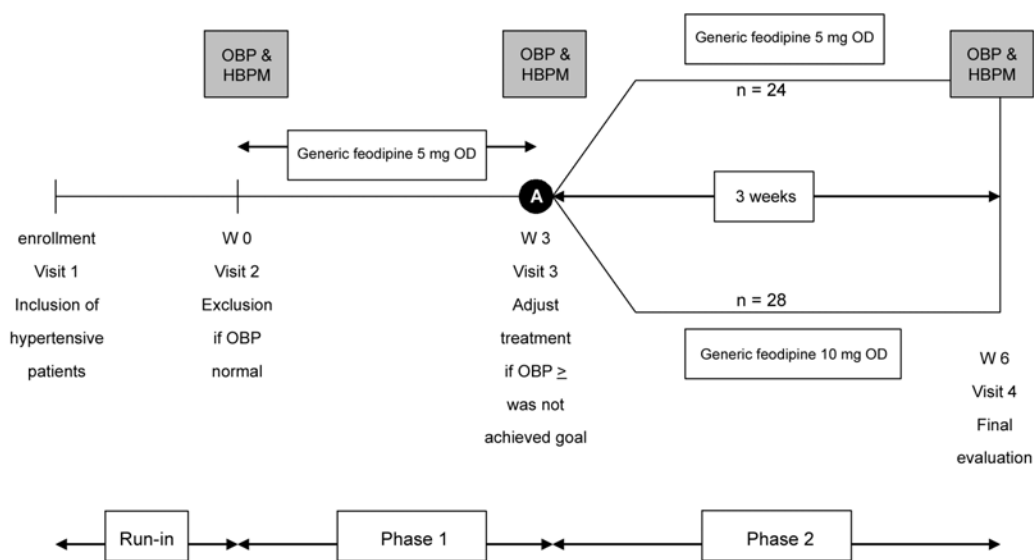 OBP &
HBPM
OBP &
HBPM
Generic feodipine 5 mg OD
OBP &
HBPM
n = 24
Generic feodipine 5 mg OD
A
3 weeks
enrollment
Visit 1
Inclusion of
hypertensive
patients
W 0
Visit 2
Exclusion
if OBP
normal
W 3
Visit 3
Adjust
treatment
if OBP ≥
was not
achieved goal
n = 28
Generic feodipine 10 mg OD
W 6
Visit 4
Final
evaluation
Run-in
Phase 1
Phase 2